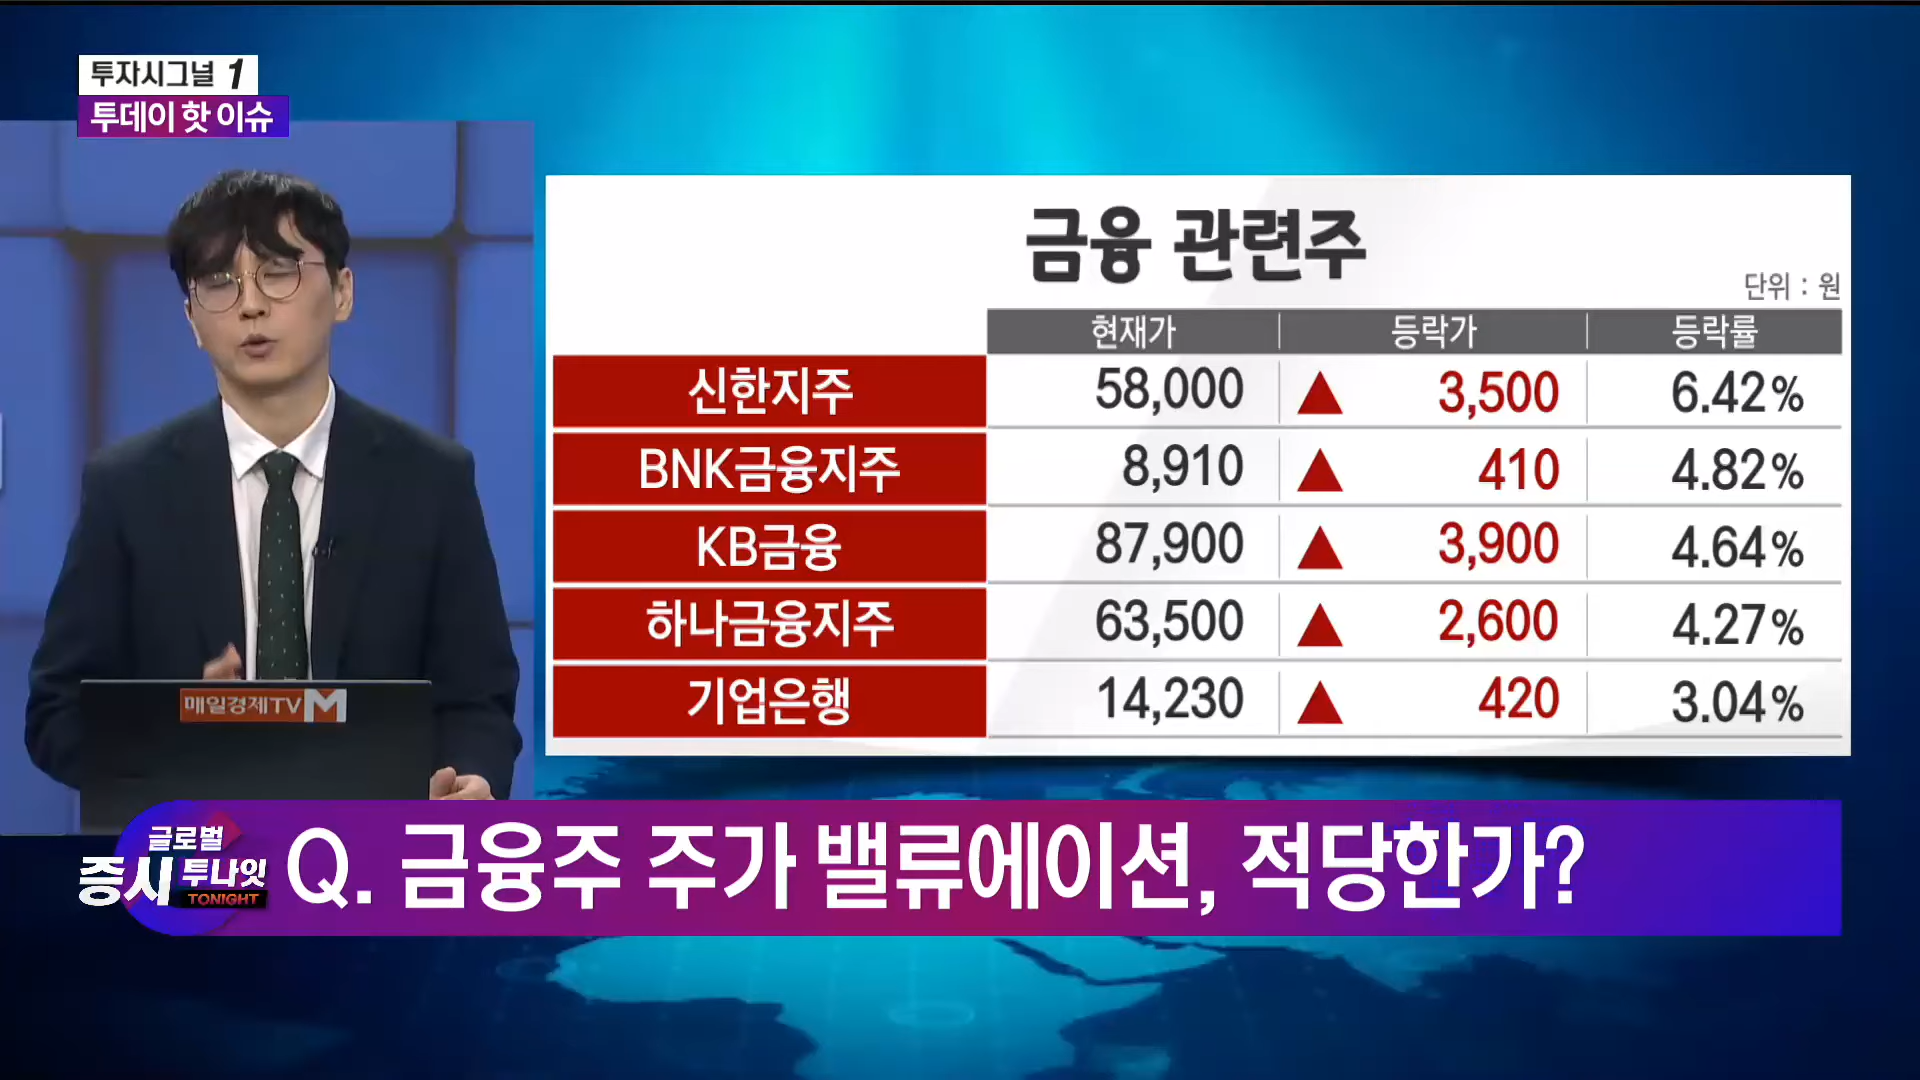 투자시그널 1
투데이 핫 이슈
금융 관련주
단위 : 원
현재가 등락가 등락률
신한지주 58,000 ▲ 3,500 6.42%
BNK금융지주 8,910 ▲ 410 4.82%
KB금융 87,900 ▲ 3,900 4.64%
하나금융지주 63,500 ▲ 2,600 4.27%
기업은행 14,230 ▲ 420 3.04%
매일경제TV M
글로벌
증시 투나잇
TONIGHT
Q. 금융주 주가 밸류에이션, 적당한가?